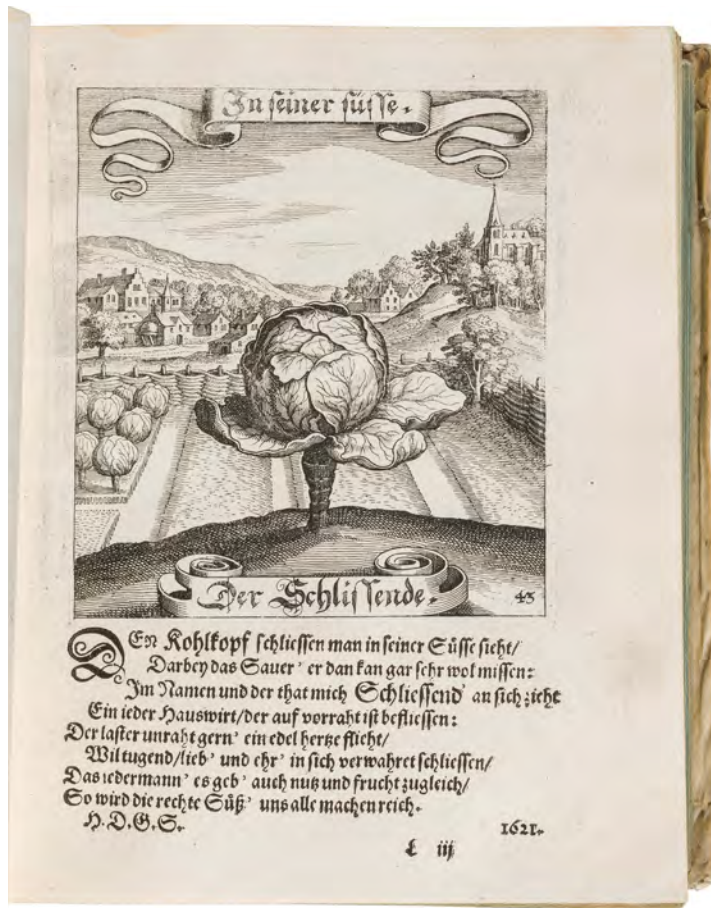 In seiner süsse.
Der Schlissende.
43
DEN Kohlkopf schliessen man in seiner Süsse sieht/
Darbey das Sauer' er dan kan gar sehr wol missen:
Im Namen und der that mich Schliessend' an sich zieht
Ein ieder Hauswirt/der auf vorraht ist beflissen:
Der laster unraht gern' ein edel hertze flicht/
Wil tugend/lieb' und ehr' in sich verwahret schliessen/
Das iedermann' es geb' auch nutz und frucht zugleich/
So wird die rechte Süß' uns alle machen reich.
H. D. G. S.
1621.
L iij